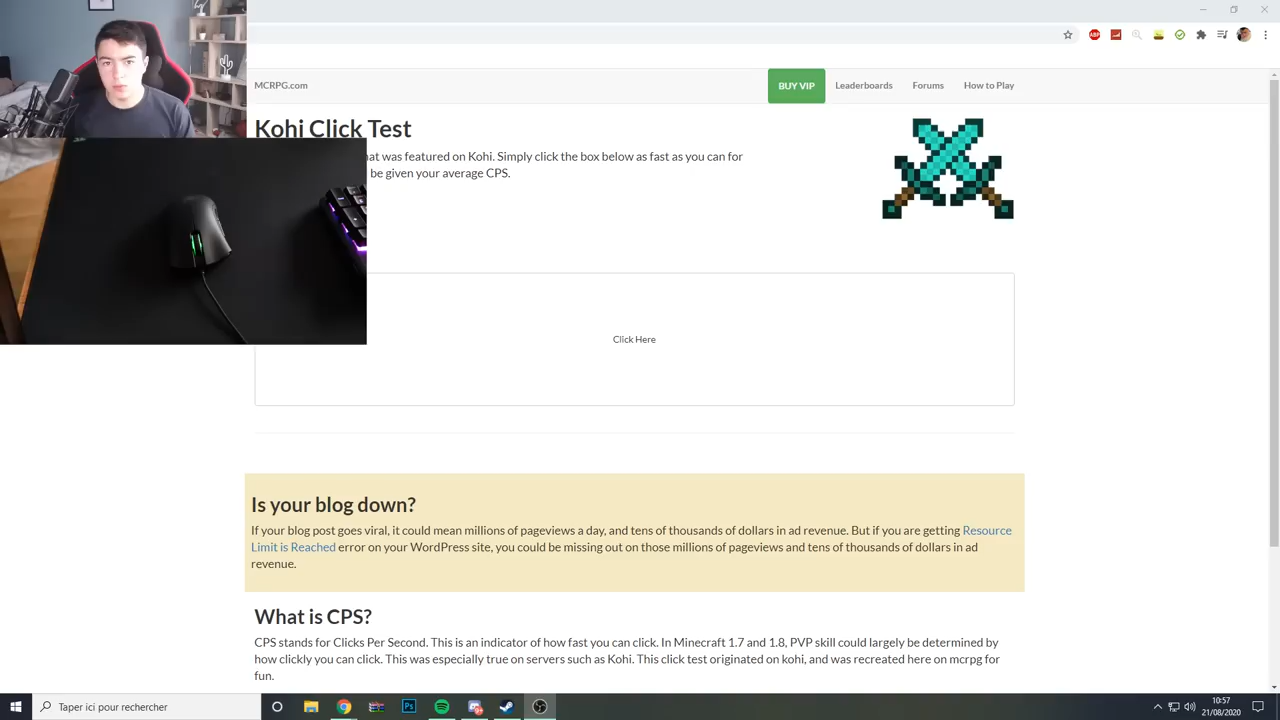 MCRPG.com
BUY VIP
Leaderboards
Forums
How to Play
Kohi Click Test
hat was featured on Kohi. Simply click the box below as fast as you can for
be given your average CPS.
Click Here
Is your blog down?
If your blog post goes viral, it could mean millions of pageviews a day, and tens of thousands of dollars in ad revenue. But if you are getting Resource
Limit is Reached error on your WordPress site, you could be missing out on those millions of pageviews and tens of thousands of dollars in ad
revenue.
What is CPS?
CPS stands for Clicks Per Second. This is an indicator of how fast you can click. In Minecraft 1.7 and 1.8, PVP skill could largely be determined by
how clickly you can click. This was especially true on servers such as Kohi. This click test originated on kohi, and was recreated here on mcrpg for
fun.
Taper ici pour rechercher
10:57
21/08/2020